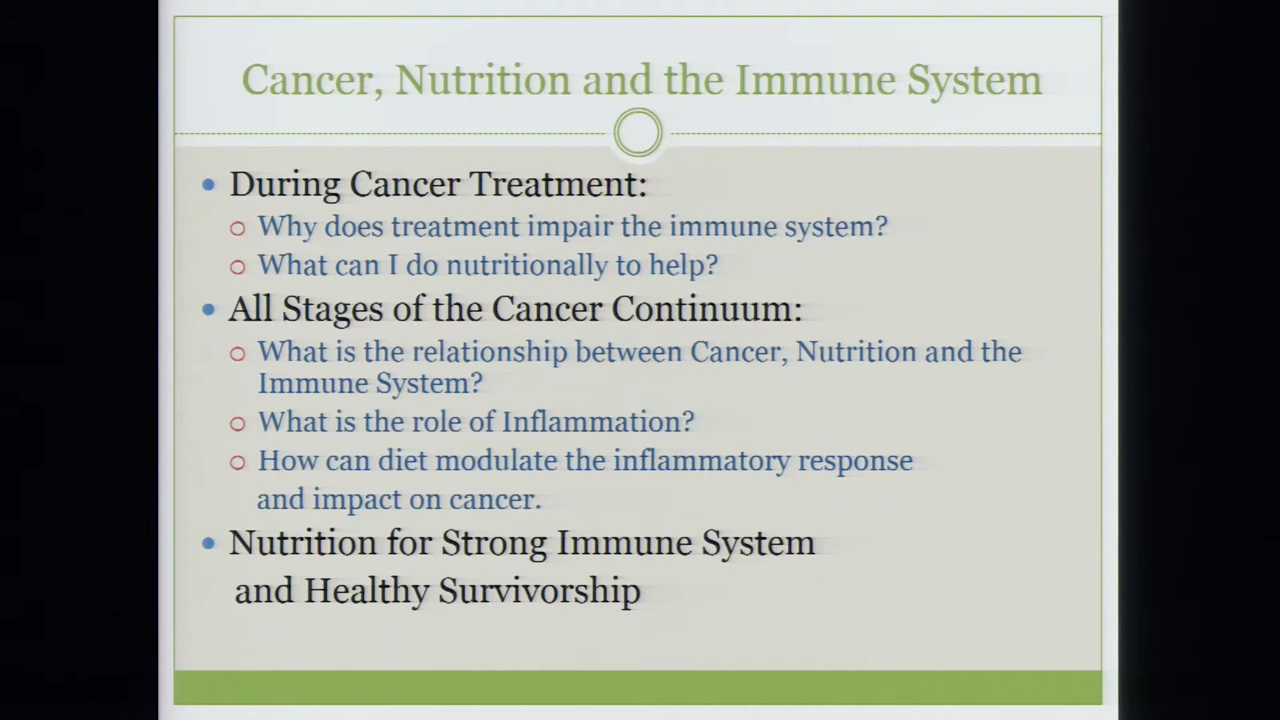 Cancer, Nutrition and the Immune System
During Cancer Treatment:
Why does treatment impair the immune system?
What can I do nutritionally to help?
All Stages of the Cancer Continuum:
What is the relationship between Cancer, Nutrition and the
Immune System?
What is the role of Inflammation?
How can diet modulate the inflammatory response
and impact on cancer.
Nutrition for Strong Immune System
and Healthy Survivorship